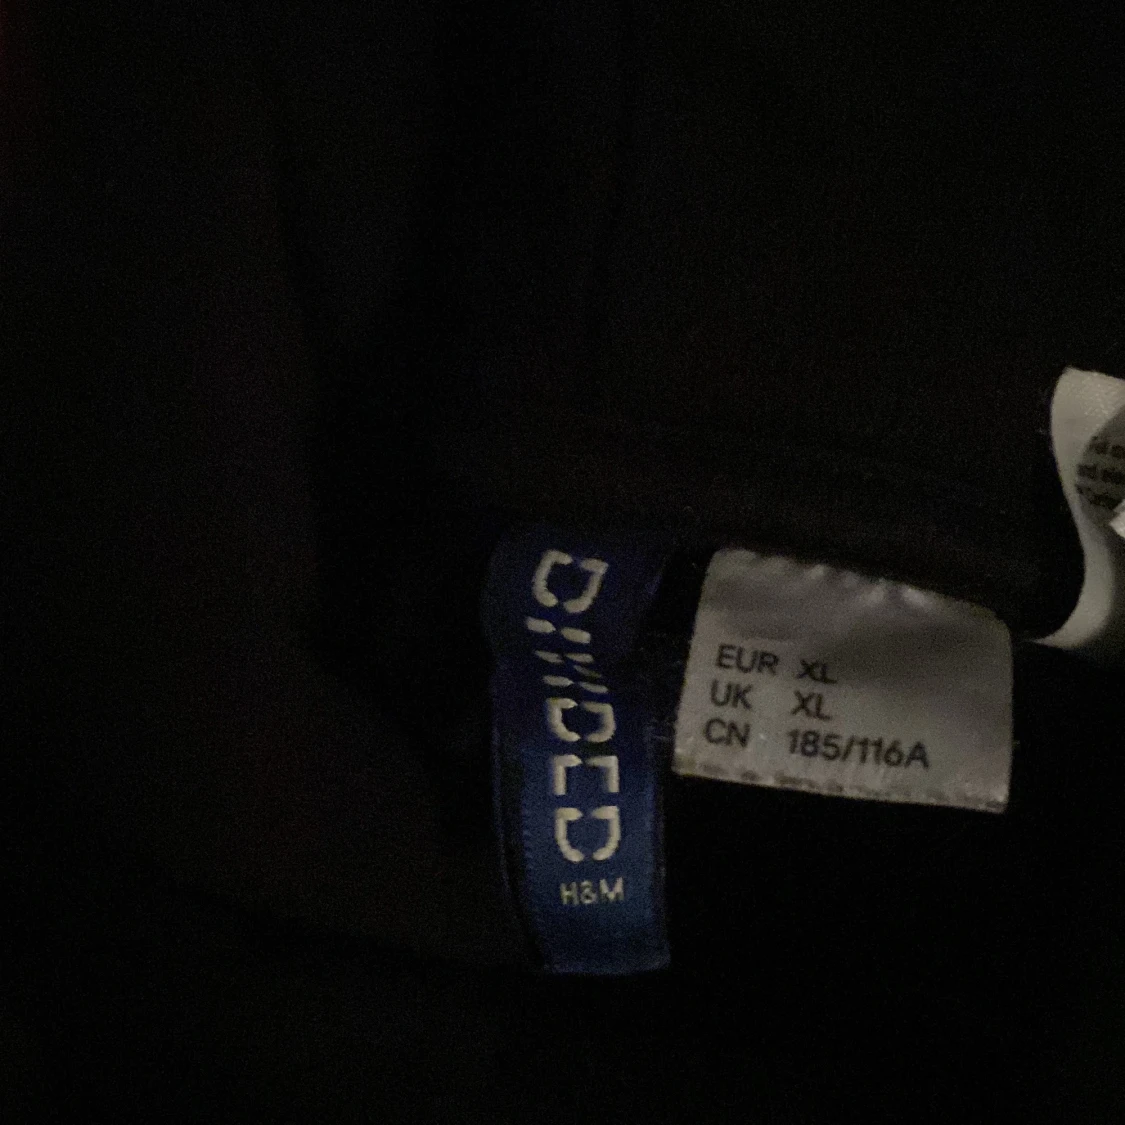 DIVIDED
H&M
EUR XL
UK XL
CN 185/116A